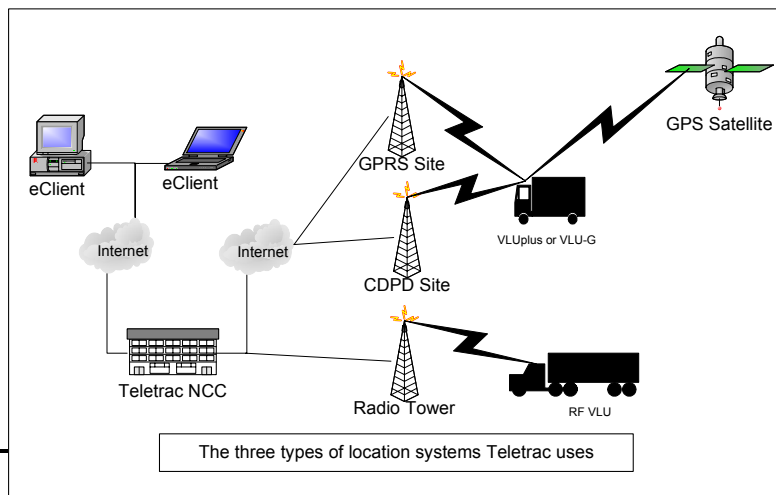 GPS Satellite
GPRS Site
eClient
eClient
Internet
Internet
VLUplus or VLU-G
CDPD Site
Teletrac NCC
Radio Tower
RF VLU
The three types of location systems Teletrac uses